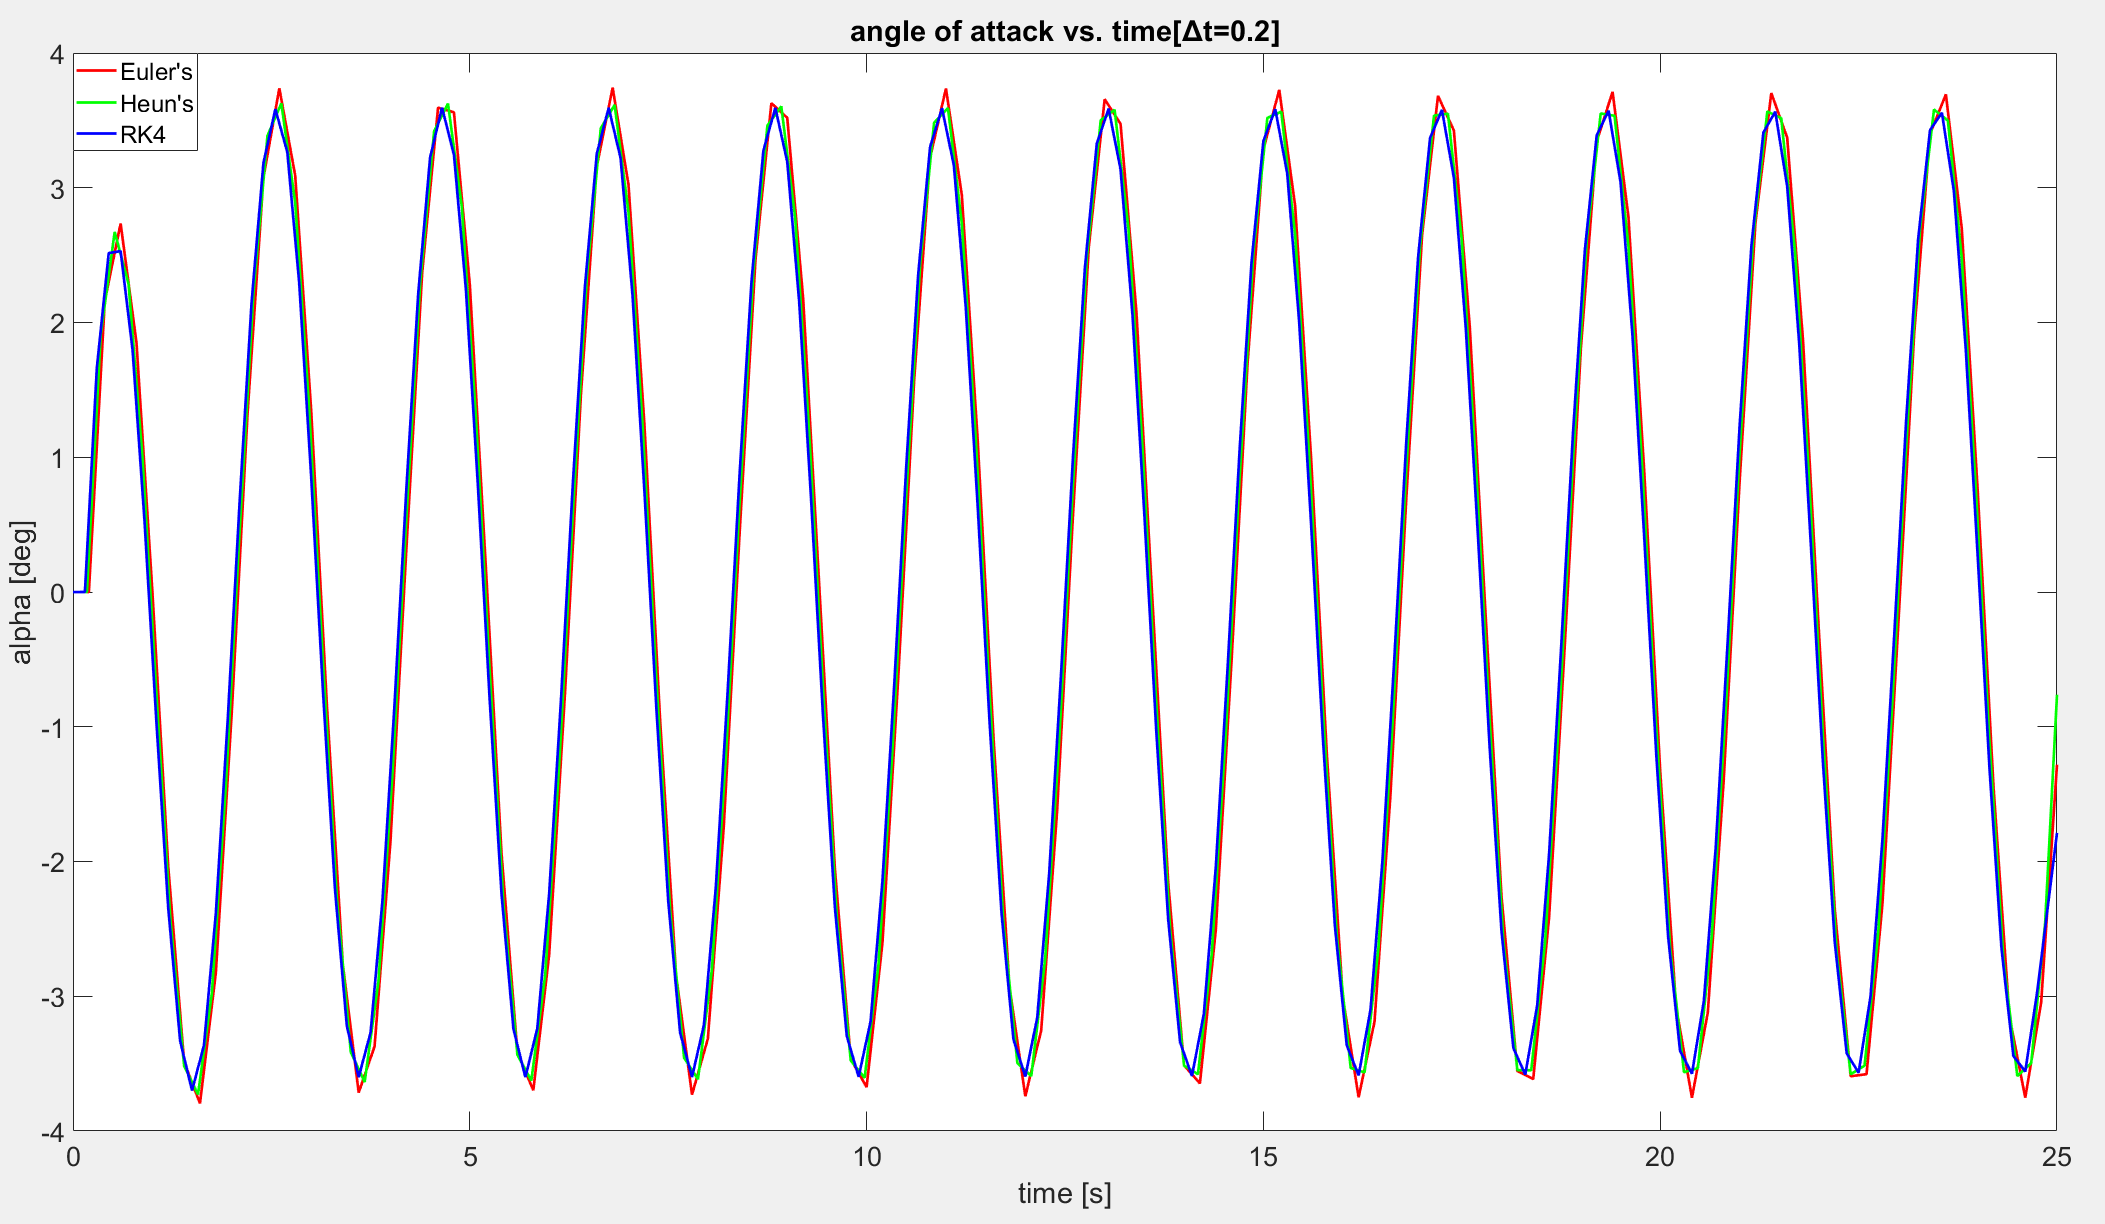 angle of attack vs. time[Δt=0.2]
Euler's
Heun's
RK4
4
3
2
1
0
-1
-2
-3
-4
alpha [deg]
0 5 10 15 20 25
time [s]